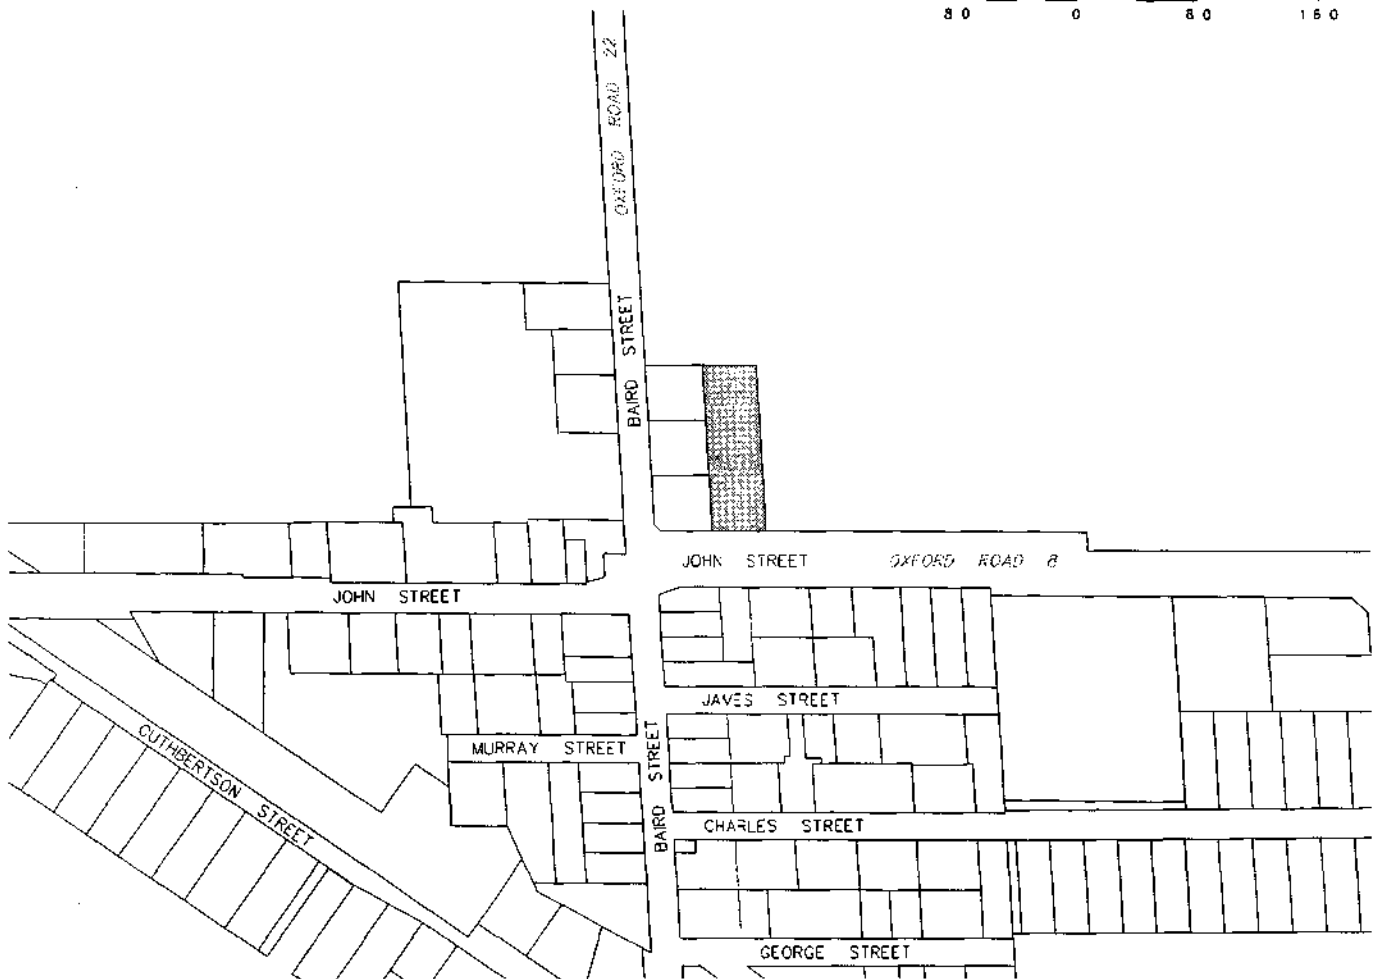 80 0 80 160
OXFORD ROAD 22
BAIRD STREET
JOHN STREET OXFORD ROAD 8
JOHN STREET
JAVES STREET
MURRAY STREET
BAIRD STREET
CUTHBERTSON STREET
CHARLES STREET
GEORGE STREET